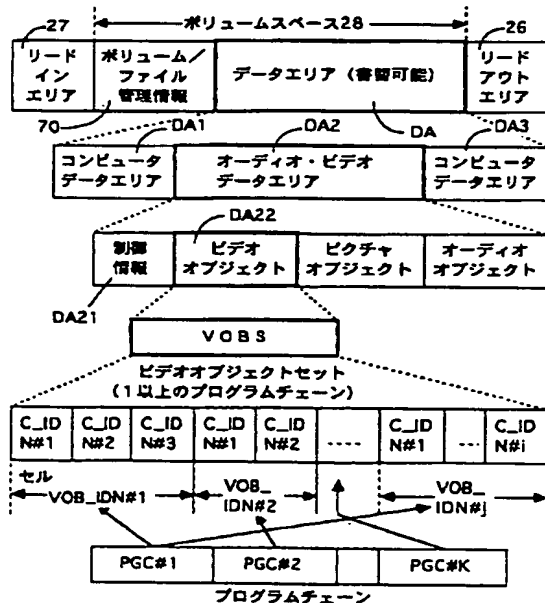 27
ボリュームスペース28
26
リード
イン
エリア
ボリューム/
ファイル
管理情報
データエリア (書替可能)
リード
アウト
エリア
70
DA1
DA2
DA
DA3
コンピュータ
データエリア
オーディオ・ビデオ
データエリア
コンピュータ
データエリア
DA22
制御
情報
ビデオ
オブジェクト
ピクチャ
オブジェクト
オーディオ
オブジェクト
DA21
VOBS
ビデオオブジェクトセット
(1以上のプログラムチェーン)
C_ID
N#1
C_ID
N#2
C_ID
N#3
C_ID
N#1
C_ID
N#2
-----
C_ID
N#1
---
C_ID
N#i
セル
VOB_IDN#1
VOB_
IDN#2
VOB_
IDN#j
PGC#1
PGC#2
PGC#K
プログラムチェーン